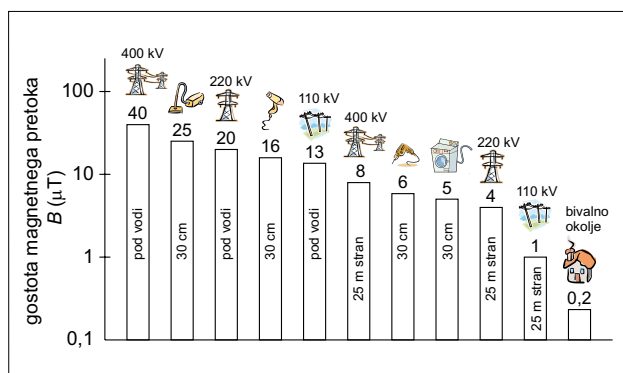 gostota magnetnega pretoka
B (µT)
100
10
1
0,1
400 kV
40
pod vodi
25
30 cm
220 kV
20
pod vodi
16
30 cm
110 kV
13
pod vodi
400 kV
8
25 m stran
6
30 cm
5
30 cm
220 kV
4
25 m stran
110 kV
1
25 m stran
bivalno
okolje
0,2